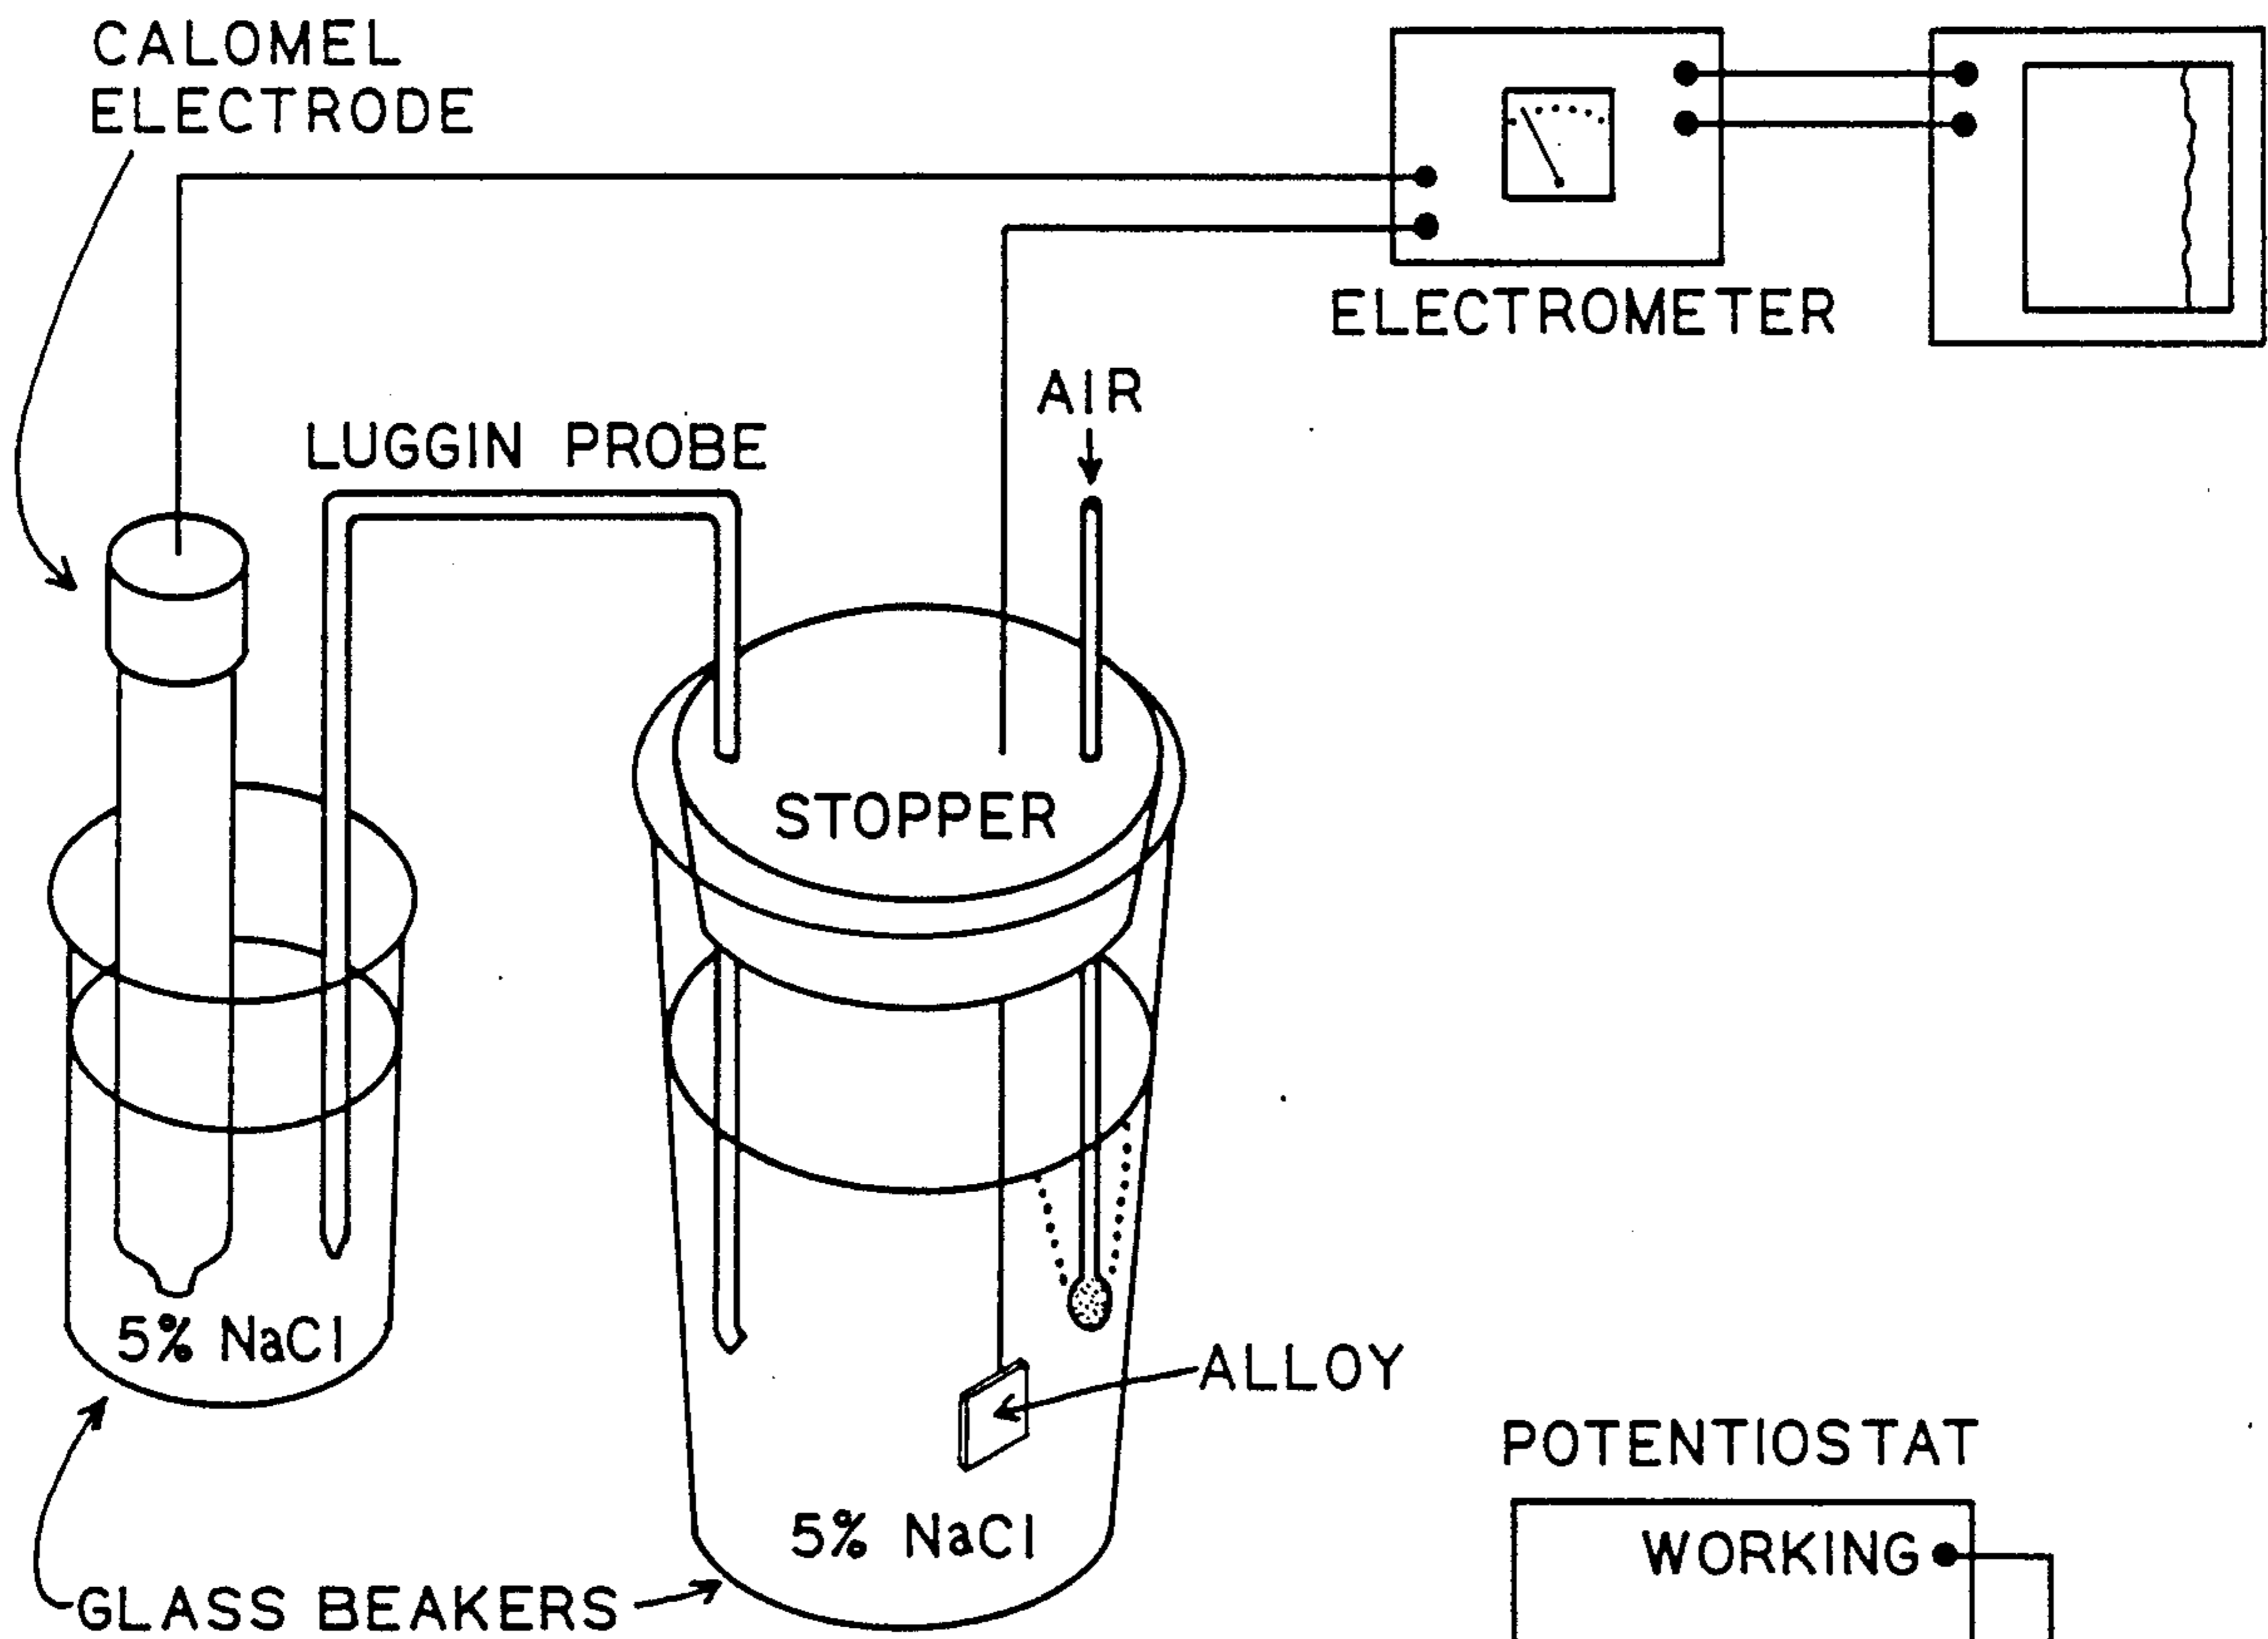 CALOMEL
ELECTRODE
ELECTROMETER
AIR
LUGGIN PROBE
STOPPER
5% NaCl
ALLOY
POTENTIOSTAT
5% NaCl
WORKING
GLASS BEAKERS